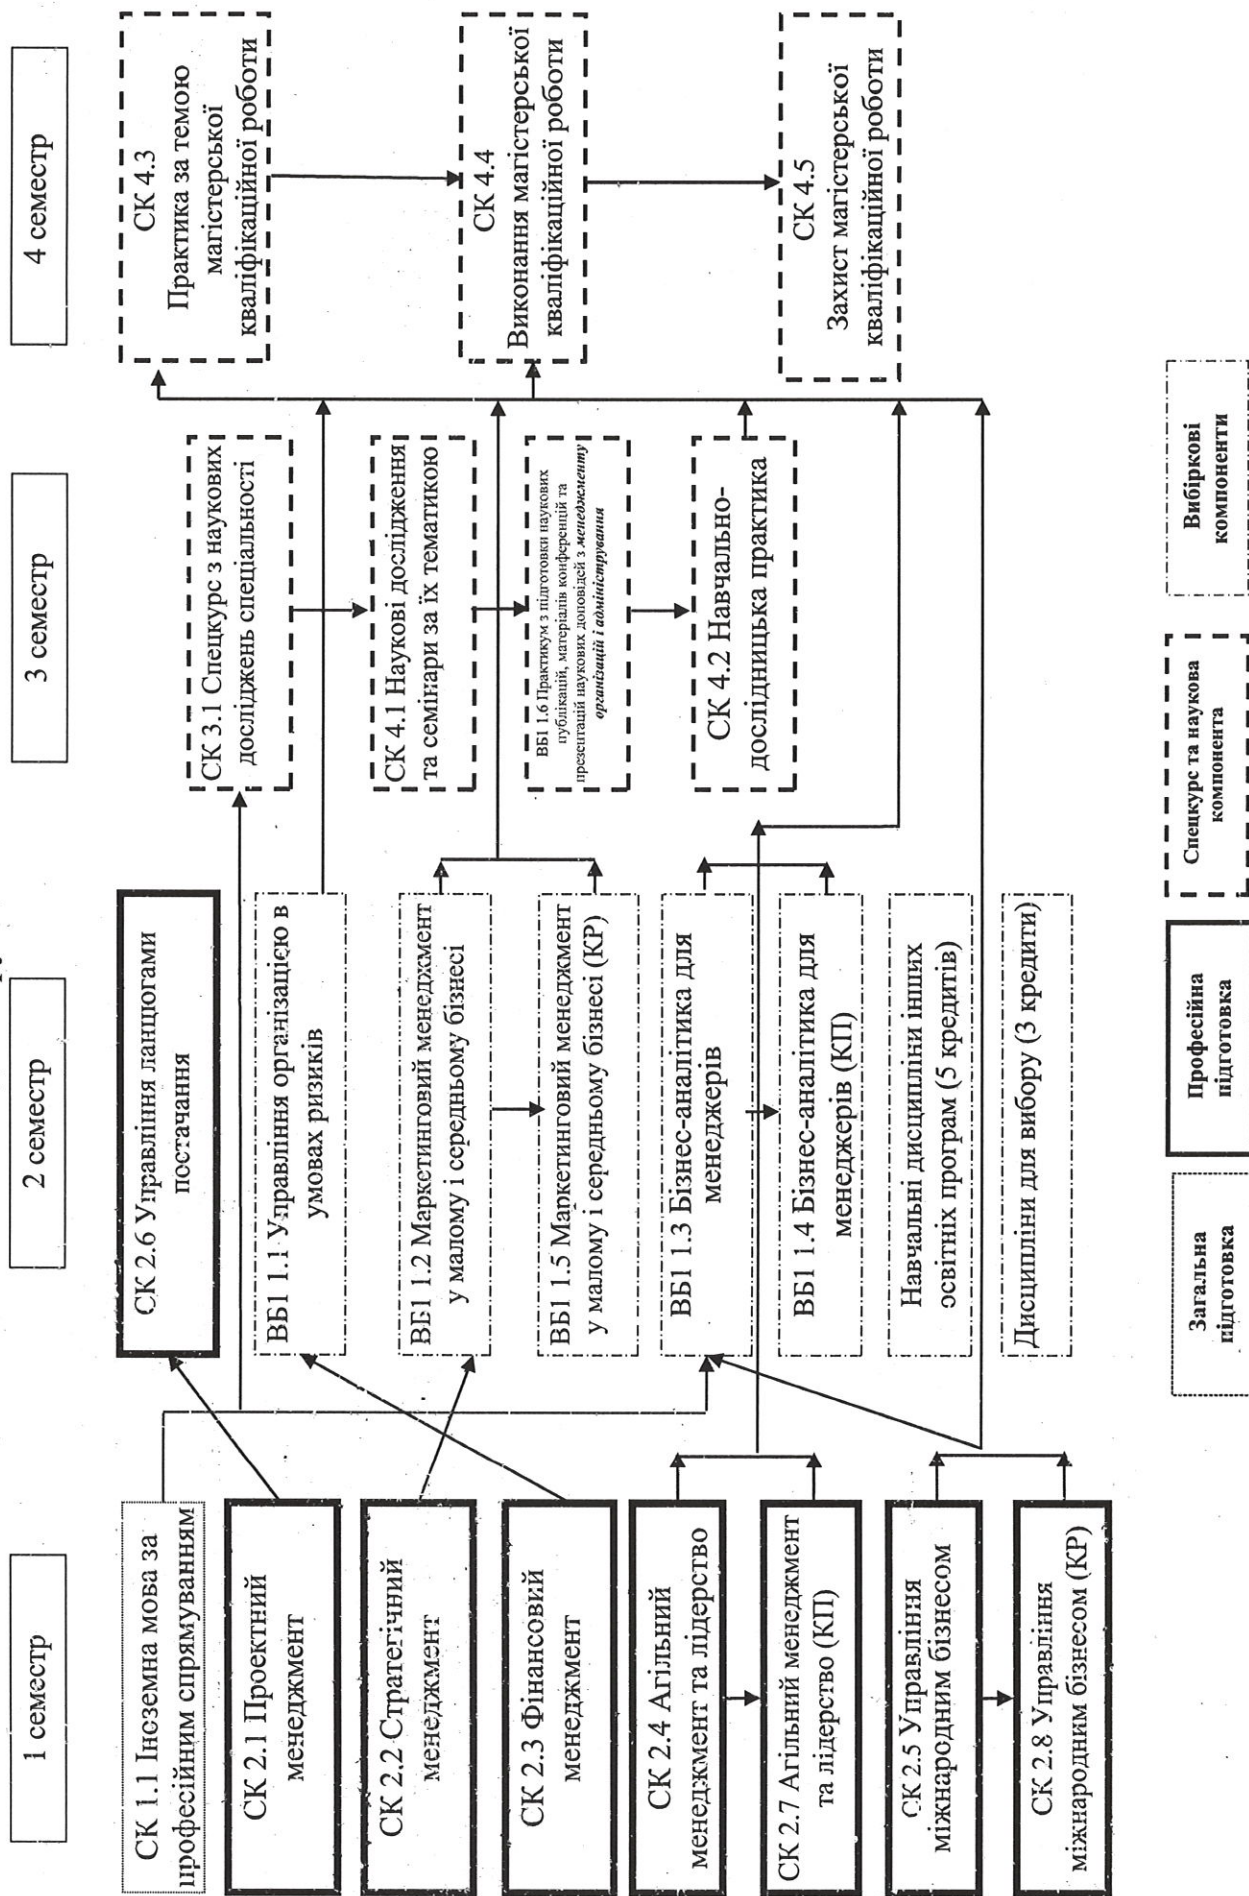 1 семестр
СК 1.1 Іноземна мова за
професійним спрямуванням
СК 2.1 Проектний
менеджмент
СК 2.2 Стратегічний
менеджмент
СК 2.3 Фінансовий
менеджмент
СК 2.4 Агільний
менеджмент та лідерство
СК 2.7 Агільний менеджмент
та лідерство (КП)
СК 2.5 Управління
міжнародним бізнесом
СК 2.8 Управління
міжнародним бізнесом (КР)
2 семестр
СК 2.6 Управління ланцюгами
постачання
ВБ1 1.1 Управління організацією в
умовах ризиків
ВБ1 1.2 Маркетинговий менеджмент
у малому і середньому бізнесі
ВБ1 1.5 Маркетинговий менеджмент
у малому і середньому бізнесі (КР)
ВБ1 1.3 Бізнес-аналітика для
менеджерів
ВБ1 1.4 Бізнес-аналітика для
менеджерів (КП)
Навчальні дисципліни інших
освітніх програм (5 кредитів)
Дисципліни для вибору (3 кредити)
3 семестр
СК 3.1 Спецкурс з наукових
досліджень спеціальності
СК 4.1 Наукові дослідження
та семінари за їх тематикою
ВБ1 1.6 Практикум з підготовки наукових
публікацій, матеріалів конференцій та
презентацій наукових доповідей з менеджменту
організацій і адміністрування
СК 4.2 Навчально-
дослідницька практика
4 семестр
СК 4.3
Практика за темою
магістерської
кваліфікаційної роботи
СК 4.4
Виконання магістерської
кваліфікаційної роботи
СК 4.5
Захист магістерської
кваліфікаційної роботи
Загальна
підготовка
Професійна
підготовка
Спецкурс та наукова
компонента
Вибіркові
компоненти